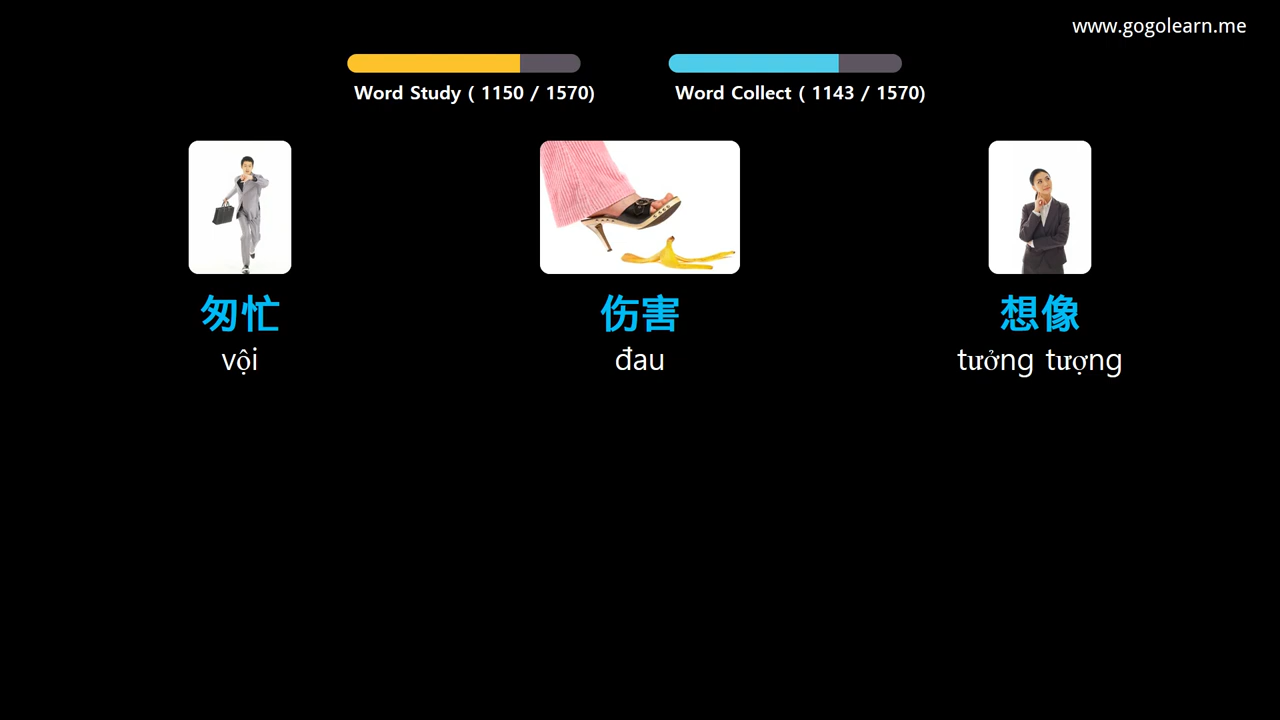 www.gogolearn.me
Word Study ( 1150 / 1570)
Word Collect ( 1143 / 1570)
匆忙
伤害
想像
vội
đau
tưởng tượng